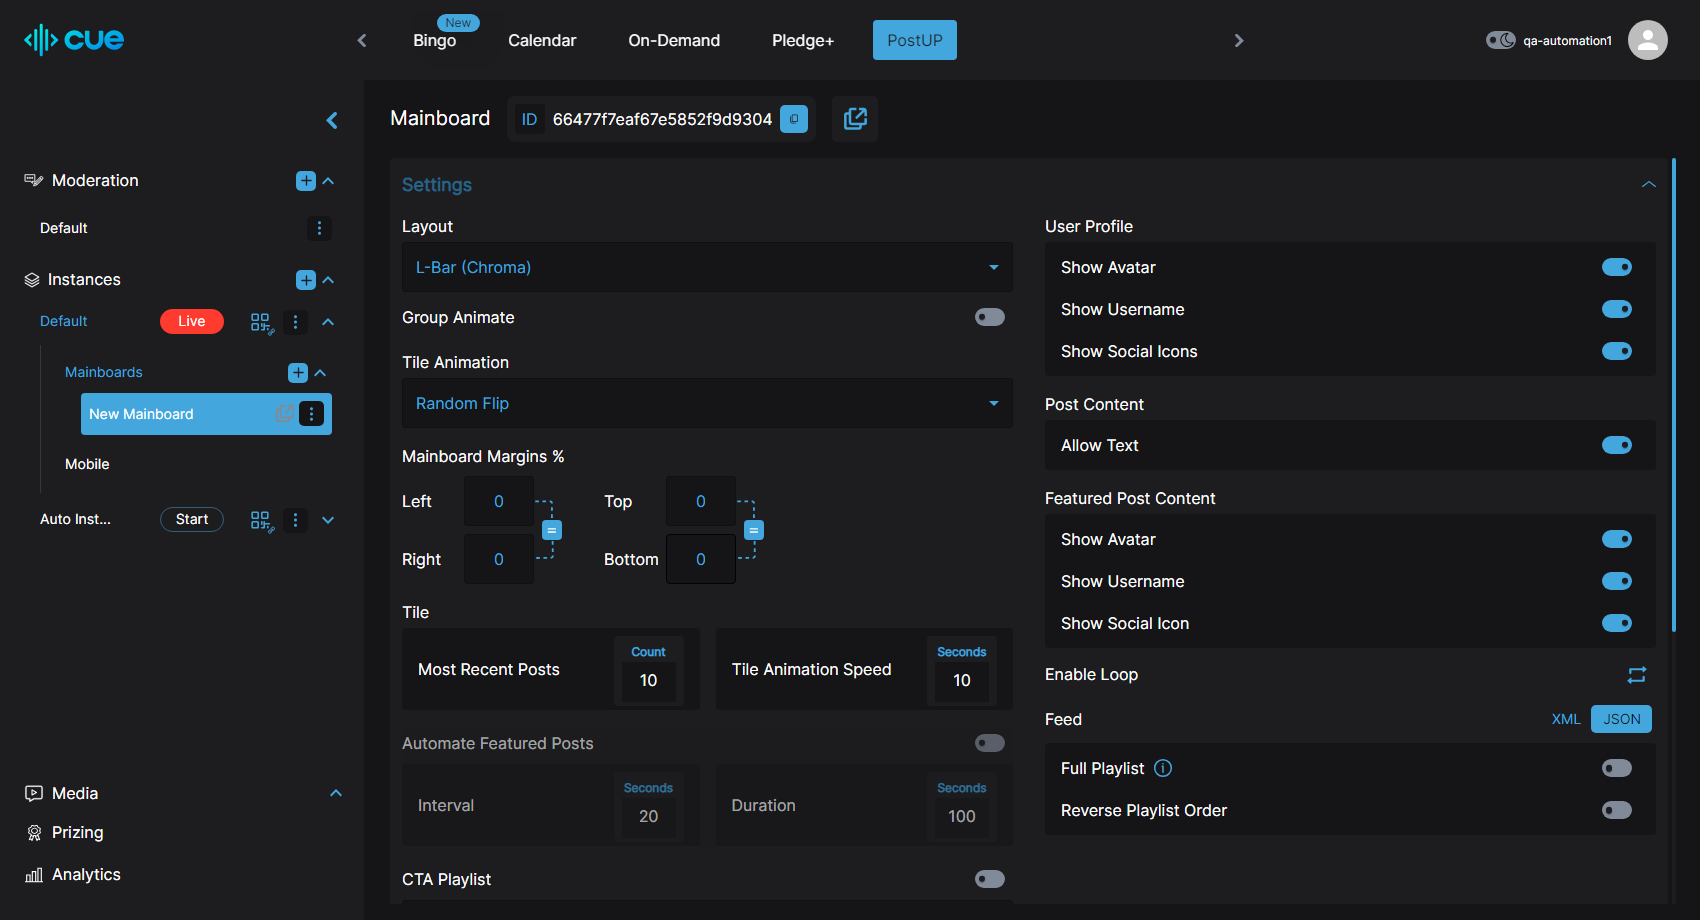 cue
New
Bingo
Calendar
On-Demand
Pledge+
PostUP
qa-automation1
Mainboard
ID
66477f7eaf67e5852f9d9304
Moderation
Default
Instances
Default
Live
Mainboards
New Mainboard
Mobile
Auto Inst...
Start
Media
Prizing
Analytics
Settings
Layout
L-Bar (Chroma)
Group Animate
Tile Animation
Random Flip
Mainboard Margins %
Left
0
Top
0
=
=
Right
0
Bottom
0
Tile
Most Recent Posts
Count
10
Tile Animation Speed
Seconds
10
Automate Featured Posts
Interval
Seconds
20
Duration
Seconds
100
CTA Playlist
User Profile
Show Avatar
Show Username
Show Social Icons
Post Content
Allow Text
Featured Post Content
Show Avatar
Show Username
Show Social Icon
Enable Loop
Feed
XML
JSON
Full Playlist
Reverse Playlist Order